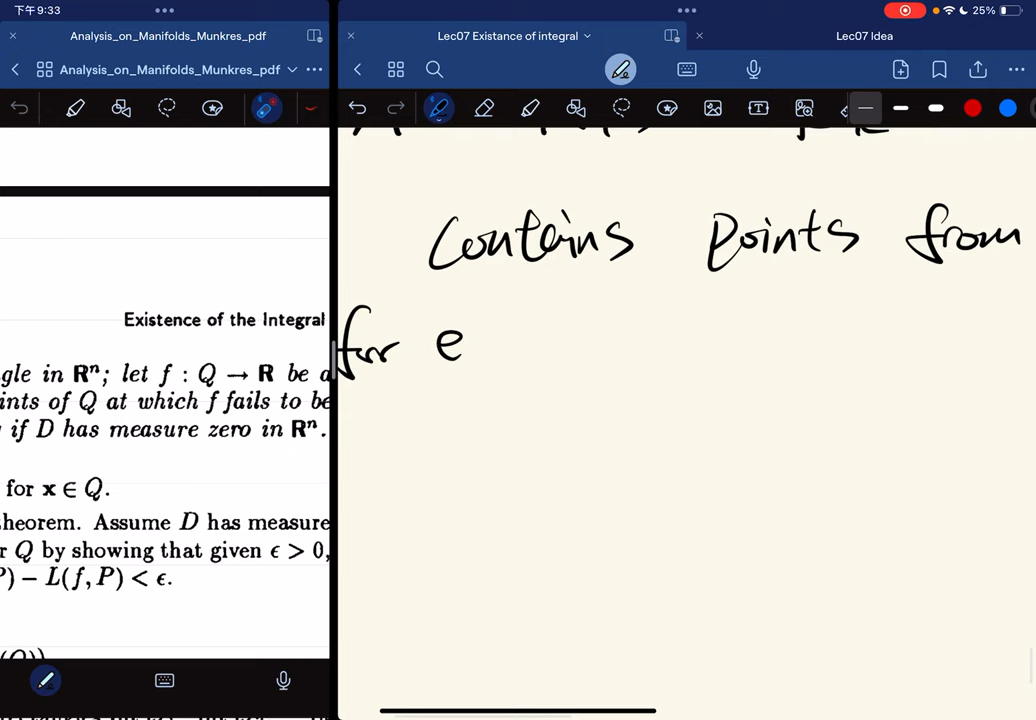 下午9:33
25%
Analysis_on_Manifolds_Munkres_pdf
Lec07 Existance of integral
Lec07 Idea
Analysis_on_Manifolds_Munkres_pdf
Contains Points from
for e
Existence of the Integral
gle in Rⁿ; let f : Q → R be a
ints of Q at which f fails to be
if D has measure zero in Rⁿ.
for x ∈ Q.
heorem. Assume D has measure
r Q by showing that given ϵ > 0,
P) − L(f, P) < ϵ.